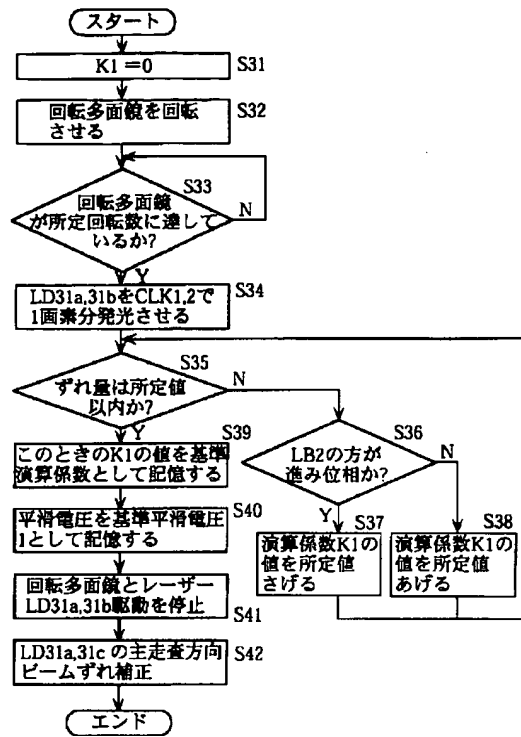 スタート
K1=0
S31
回転多面鏡を回転
させる
S32
S33
回転多面鏡
が所定回転数に達して
いるか?
N
Y
LD31a,31bをCLK1,2で
1画素分発光させる
S34
S35
ずれ量は所定値
以内か?
N
Y
S39
このときのK1の値を基準
演算係数として記憶する
S36
LB2の方が
進み位相か?
N
Y
S40
平滑電圧を基準平滑電圧
1として記憶する
S37
演算係数K1の
値を所定値
さげる
S38
演算係数K1の
値を所定値
あげる
回転多面鏡とレーザー
LD31a,31b駆動を停止
S41
LD31a,31cの主走査方向
ビームずれ補正
S42
エンド